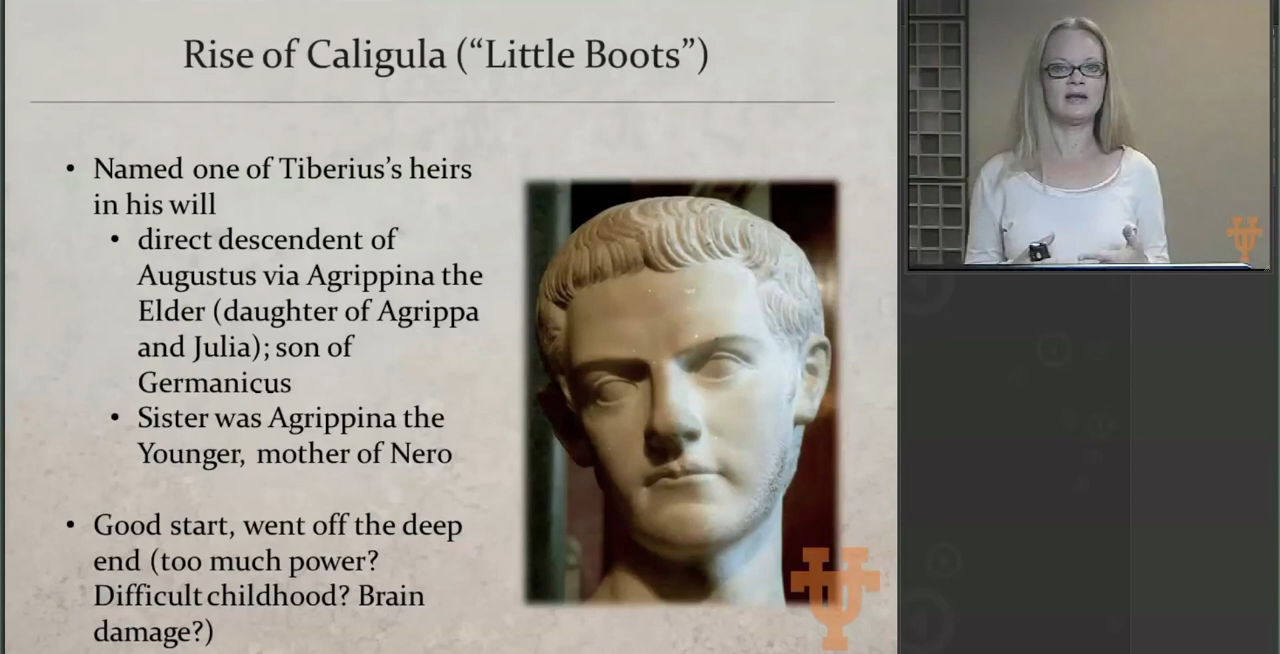 Rise of Caligula (“Little Boots”)
• Named one of Tiberius’s heirs
in his will
• direct descendent of
Augustus via Agrippina the
Elder (daughter of Agrippa
and Julia); son of
Germanicus
• Sister was Agrippina the
Younger, mother of Nero
• Good start, went off the deep
end (too much power?
Difficult childhood? Brain
damage?)